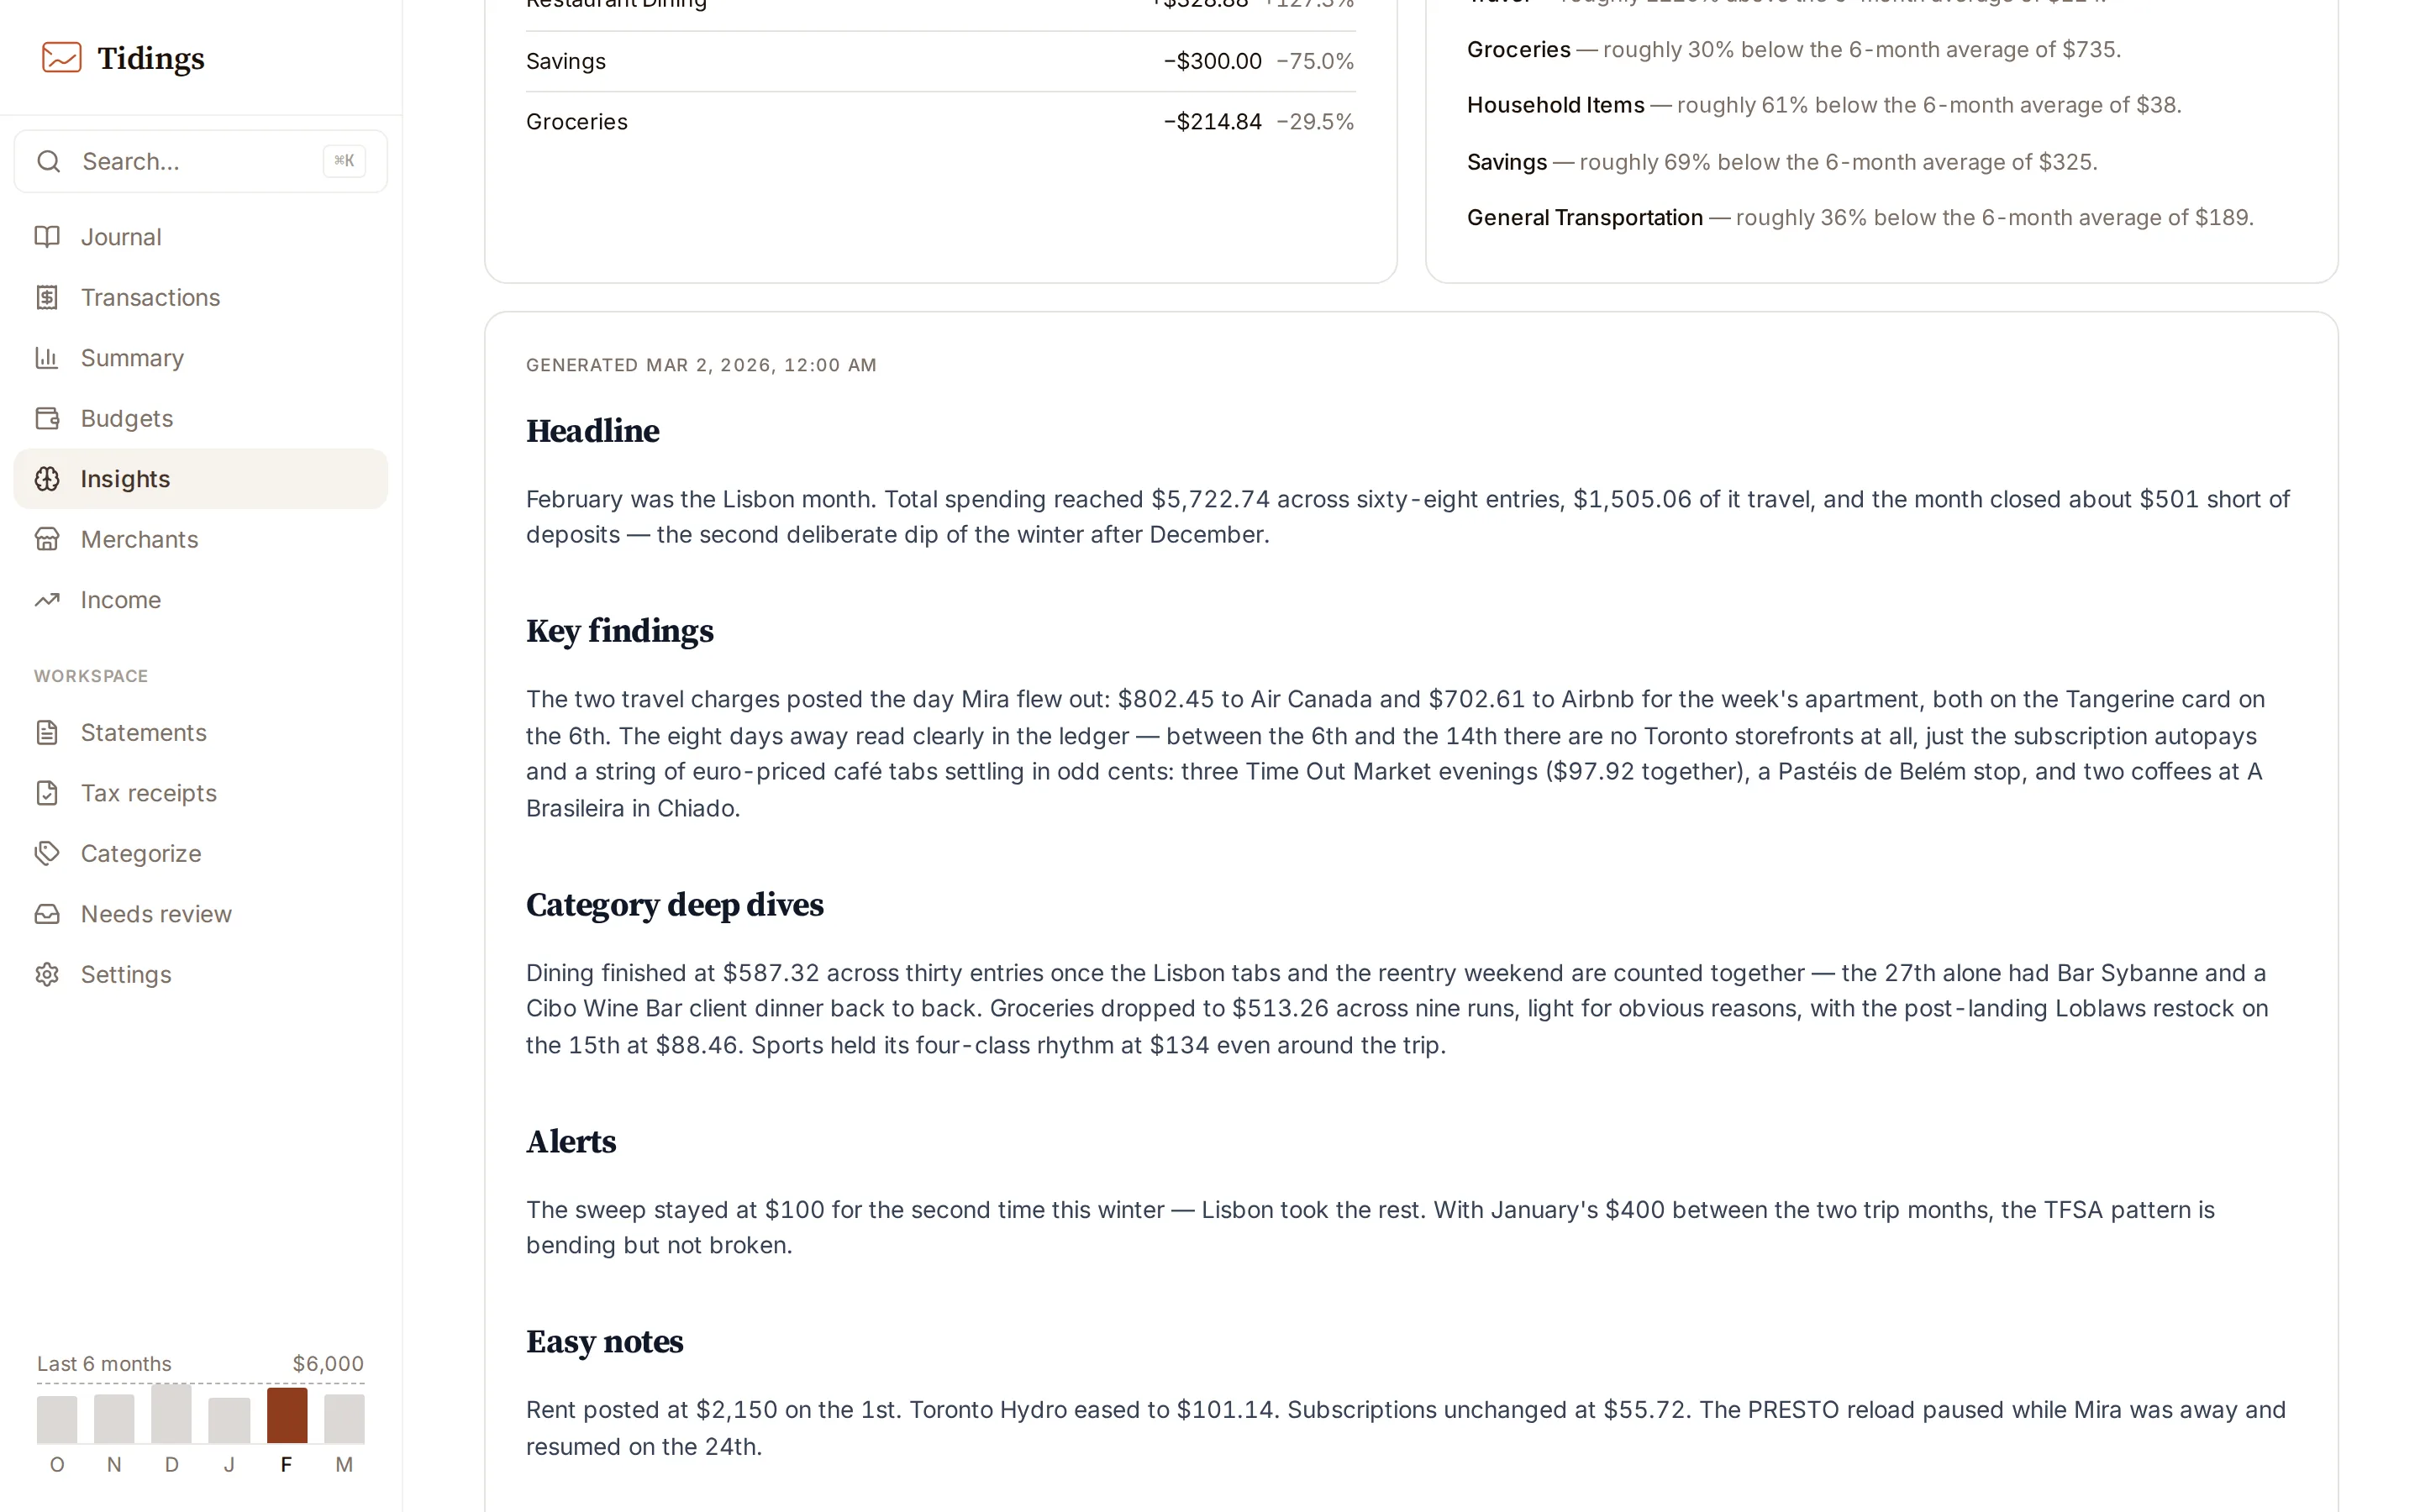 Tidings
Search...
⌘K
Journal
Transactions
Summary
Budgets
Insights
Merchants
Income
WORKSPACE
Statements
Tax receipts
Categorize
Needs review
Settings
Last 6 months $6,000
O N D J F M
Restaurant Dining +$328.88 +127.3%
Savings −$300.00 −75.0%
Groceries −$214.84 −29.5%
Groceries — roughly 30% below the 6-month average of $735.
Household Items — roughly 61% below the 6-month average of $38.
Savings — roughly 69% below the 6-month average of $325.
General Transportation — roughly 36% below the 6-month average of $189.
GENERATED MAR 2, 2026, 12:00 AM
Headline
February was the Lisbon month. Total spending reached $5,722.74 across sixty-eight entries, $1,505.06 of it travel, and the month closed about $501 short of
deposits — the second deliberate dip of the winter after December.
Key findings
The two travel charges posted the day Mira flew out: $802.45 to Air Canada and $702.61 to Airbnb for the week's apartment, both on the Tangerine card on
the 6th. The eight days away read clearly in the ledger — between the 6th and the 14th there are no Toronto storefronts at all, just the subscription autopays
and a string of euro-priced café tabs settling in odd cents: three Time Out Market evenings ($97.92 together), a Pastéis de Belém stop, and two coffees at A
Brasileira in Chiado.
Category deep dives
Dining finished at $587.32 across thirty entries once the Lisbon tabs and the reentry weekend are counted together — the 27th alone had Bar Sybanne and a
Cibo Wine Bar client dinner back to back. Groceries dropped to $513.26 across nine runs, light for obvious reasons, with the post-landing Loblaws restock on
the 15th at $88.46. Sports held its four-class rhythm at $134 even around the trip.
Alerts
The sweep stayed at $100 for the second time this winter — Lisbon took the rest. With January's $400 between the two trip months, the TFSA pattern is
bending but not broken.
Easy notes
Rent posted at $2,150 on the 1st. Toronto Hydro eased to $101.14. Subscriptions unchanged at $55.72. The PRESTO reload paused while Mira was away and
resumed on the 24th.